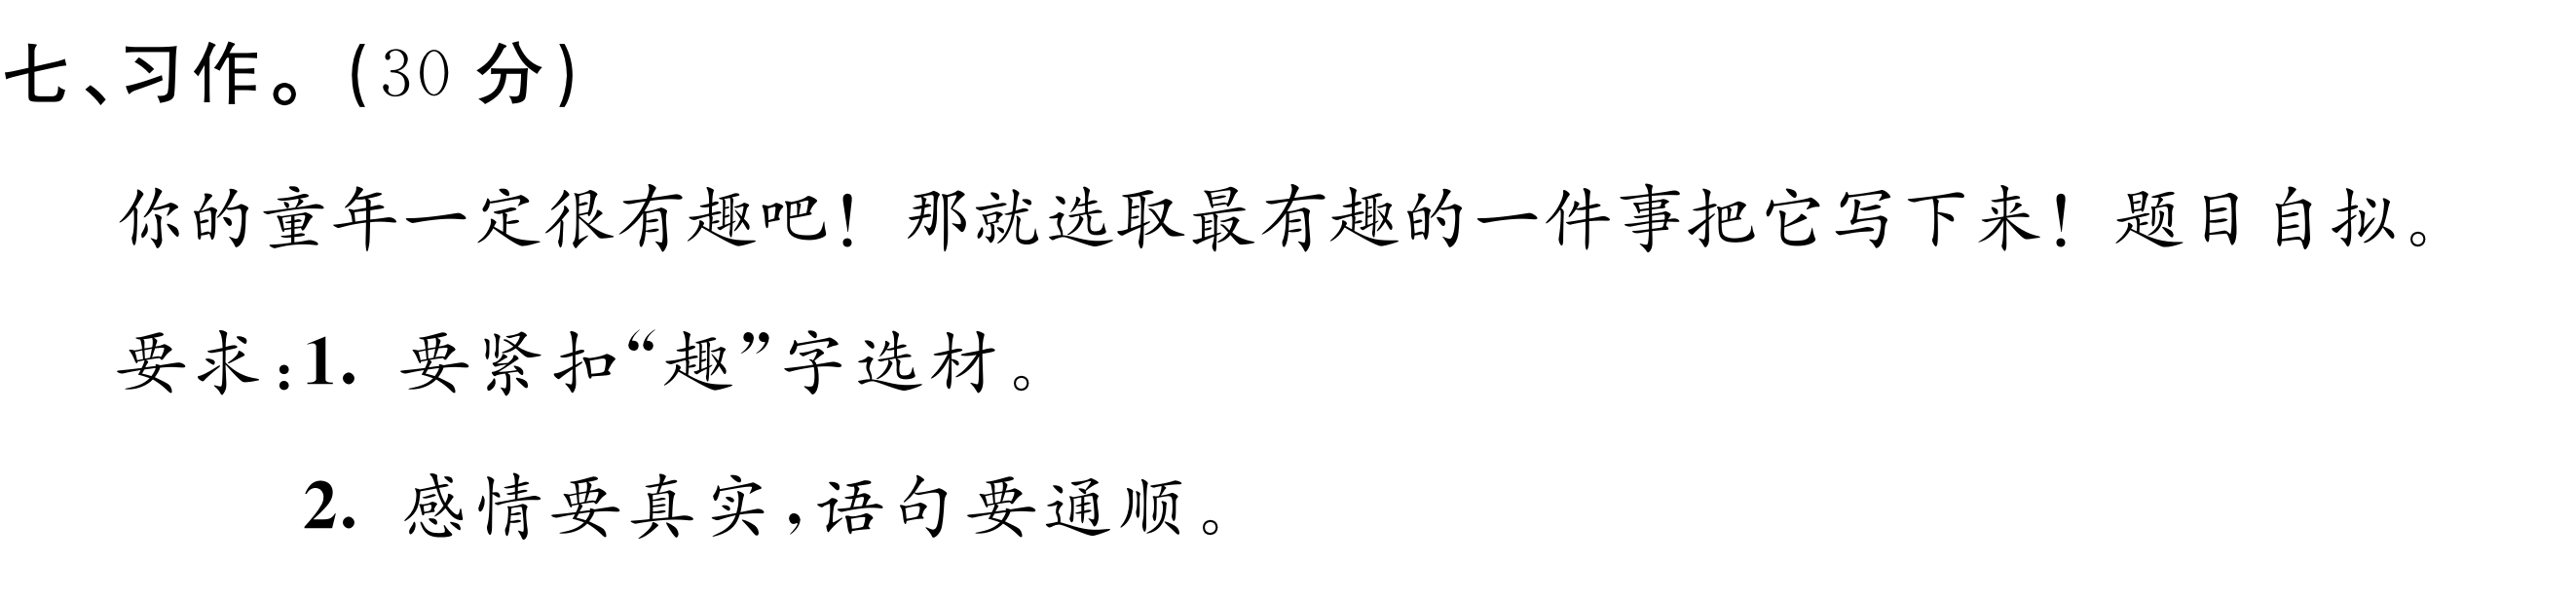 七、习作。(30 分)
你的童年一定很有趣吧！那就选取最有趣的一件事把它写下来！题目自拟。
要求:1. 要紧扣“趣”字选材。
2. 感情要真实,语句要通顺。